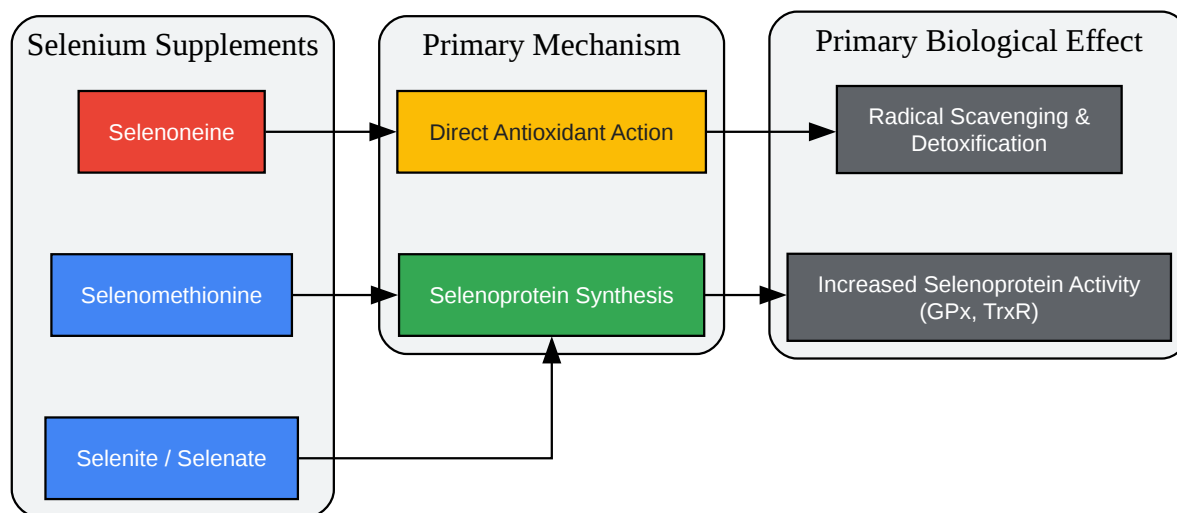 Selenium Supplements
Primary Mechanism
Primary Biological Effect
Selenoneine
Direct Antioxidant Action
Radical Scavenging &
Detoxification
Selenomethionine
Selenoprotein Synthesis
Increased Selenoprotein Activity
(GPx, TrxR)
Selenite / Selenate